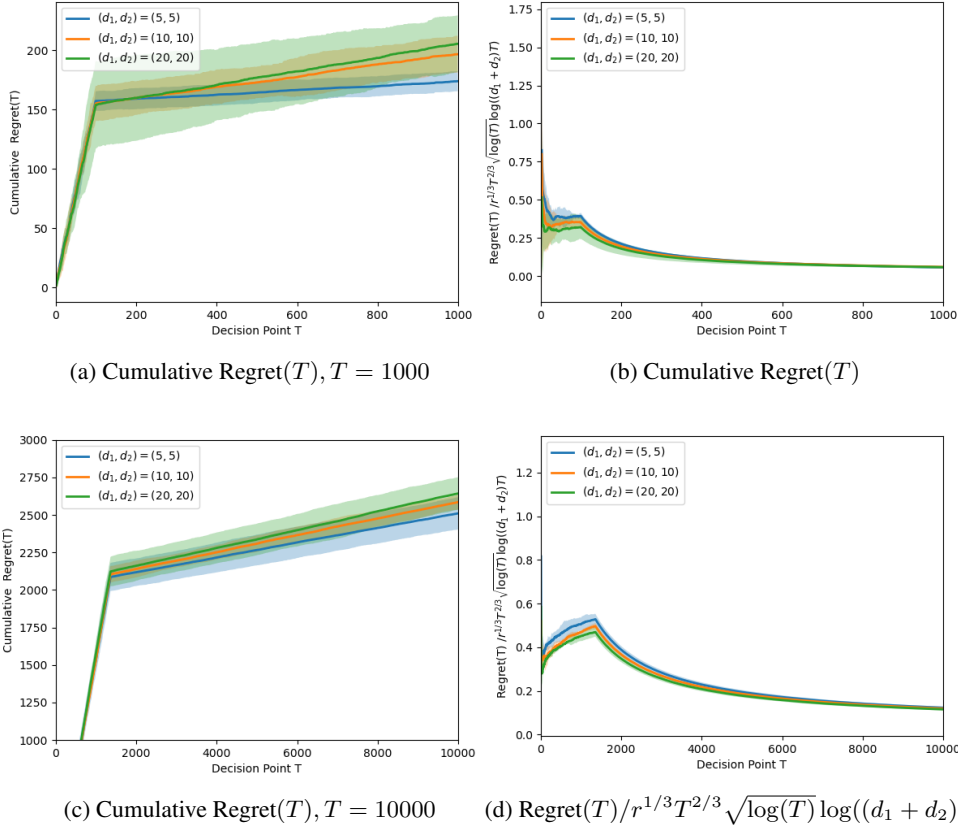 (d₁, d₂) = (5, 5)
(d₁, d₂) = (10, 10)
(d₁, d₂) = (20, 20)
Cumulative Regret(T)
200
150
100
50
0
0 200 400 600 800 1000
Decision Point T
(a) Cumulative Regret(T), T = 1000
(d₁, d₂) = (5, 5)
(d₁, d₂) = (10, 10)
(d₁, d₂) = (20, 20)
Regret(T) /r^{1/3}T^{2/3}√log(T) log((d₁ + d₂)T)
1.75
1.50
1.25
1.00
0.75
0.50
0.25
0.00
0 200 400 600 800 1000
Decision Point T
(b) Cumulative Regret(T)
(d₁, d₂) = (5, 5)
(d₁, d₂) = (10, 10)
(d₁, d₂) = (20, 20)
Cumulative Regret(T)
3000
2750
2500
2250
2000
1750
1500
1250
1000
0 2000 4000 6000 8000 10000
Decision Point T
(c) Cumulative Regret(T), T = 10000
(d₁, d₂) = (5, 5)
(d₁, d₂) = (10, 10)
(d₁, d₂) = (20, 20)
Regret(T) /r^{1/3}T^{2/3}√log(T) log((d₁ + d₂)T)
1.2
1.0
0.8
0.6
0.4
0.2
0.0
0 2000 4000 6000 8000 10000
Decision Point T
(d) Regret(T)/r^{1/3}T^{2/3}√log(T) log((d₁ + d₂)